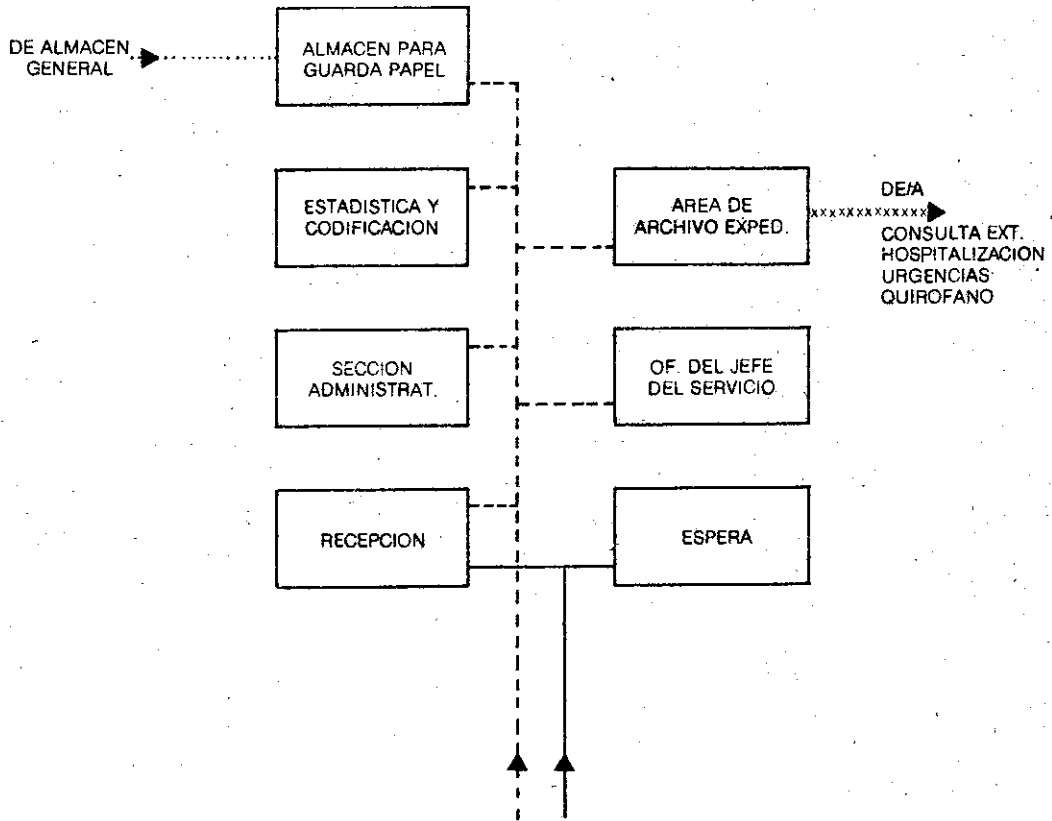 DE ALMACEN
GENERAL
ALMACEN PARA
GUARDA PAPEL
ESTADISTICA Y
CODIFICACION
AREA DE
ARCHIVO EXPED.
DE/A
CONSULTA EXT.
HOSPITALIZACION
URGENCIAS
QUIROFANO
SECCION
ADMINISTRAT.
OF. DEL JEFE
DEL SERVICIO
RECEPCION
ESPERA